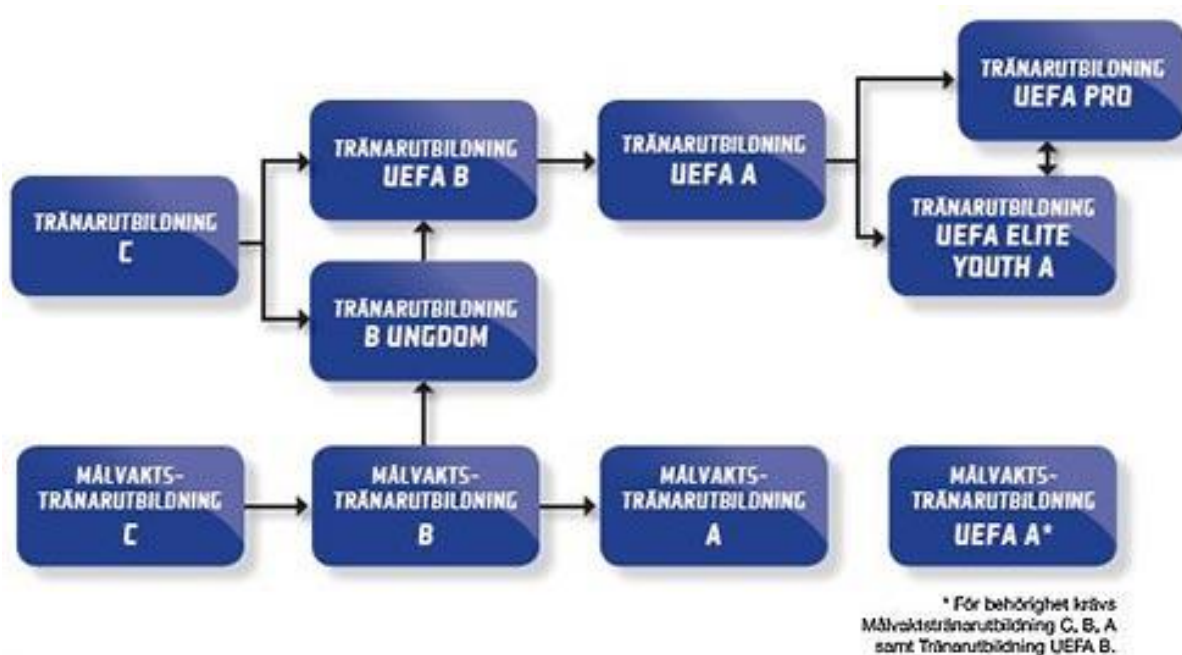 TRÄNARUTBILDNING
UEFA PRO
TRÄNARUTBILDNING
UEFA B
TRÄNARUTBILDNING
UEFA A
TRÄNARUTBILDNING
C
TRÄNARUTBILDNING
UEFA ELITE
YOUTH A
TRÄNARUTBILDNING
B UNGDOM
MÅLVAKTS-
TRÄNARUTBILDNING
C
MÅLVAKTS-
TRÄNARUTBILDNING
B
MÅLVAKTS-
TRÄNARUTBILDNING
A
MÅLVAKTS-
TRÄNARUTBILDNING
UEFA A*
* För behörighet krävs
Målvaktstränarutbildning C, B, A
samt Tränarutbildning UEFA B.